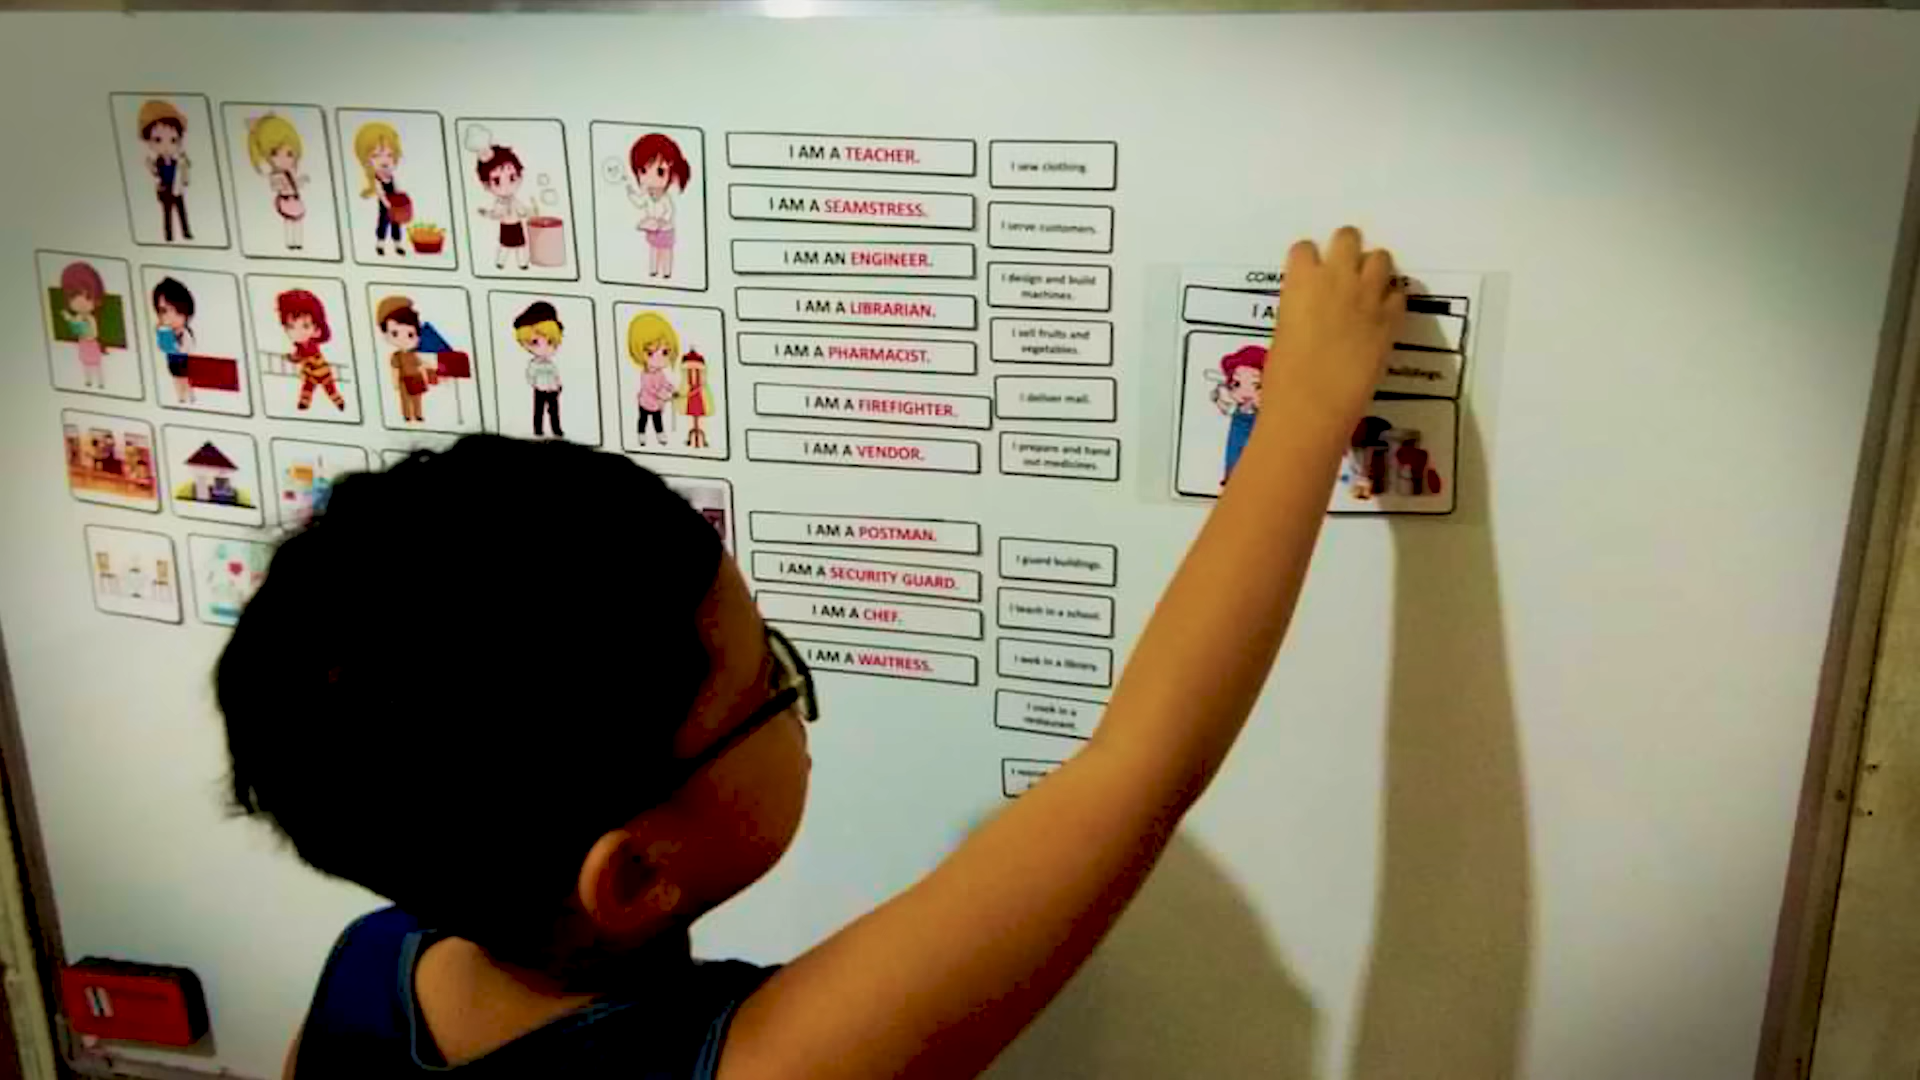 I AM A TEACHER.
I AM A SEAMSTRESS.
I AM AN ENGINEER.
I AM A LIBRARIAN.
I AM A PHARMACIST.
I AM A FIREFIGHTER.
I AM A VENDOR.
I AM A POSTMAN.
I AM A SECURITY GUARD.
I AM A CHEF.
I AM A WAITRESS.
I sew clothing.
I serve customers.
I design and build
machines.
I sell fruits and
vegetables.
I deliver mail.
I prepare and hand
out medicines.
I guard buildings.
I teach in a school.
I work in a library.
I cook in a
restaurant.
I
buildings.